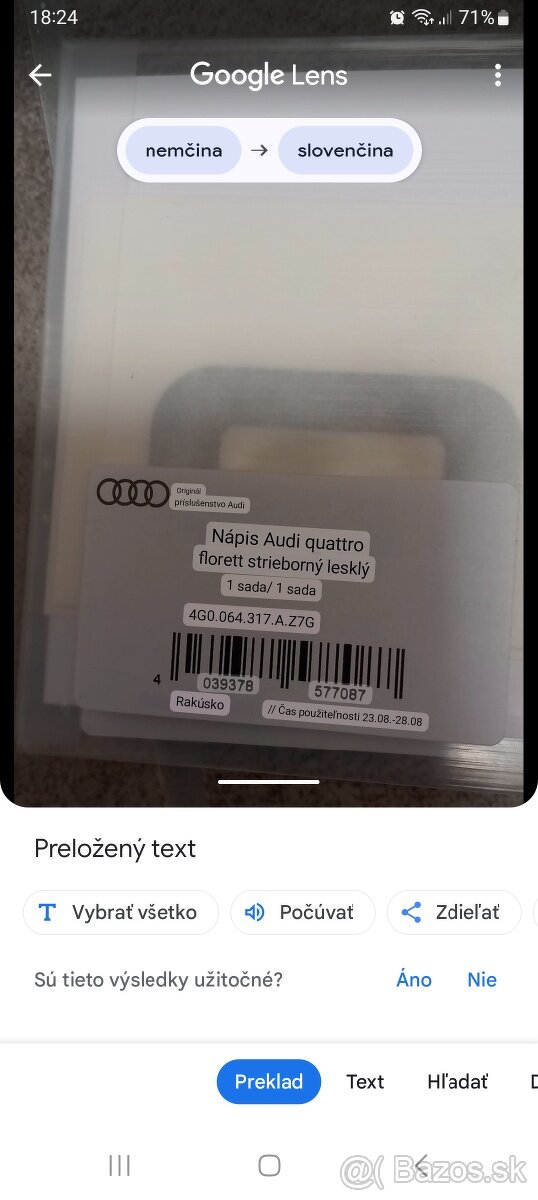 18:24
71%
Google Lens
nemčina → slovenčina
Originál
príslušenstvo Audi
Nápis Audi quattro
florett strieborný lesklý
1 sada/ 1 sada
4G0.064.317.A.Z7G
4 039378 577087
Rakúsko
// Čas použiteľnosti 23.08.-28.08
Preložený text
Vybrať všetko
Počúvať
Zdieľať
Sú tieto výsledky užitočné?
Áno
Nie
Preklad
Text
Hľadať
D
@( Bazos.sk